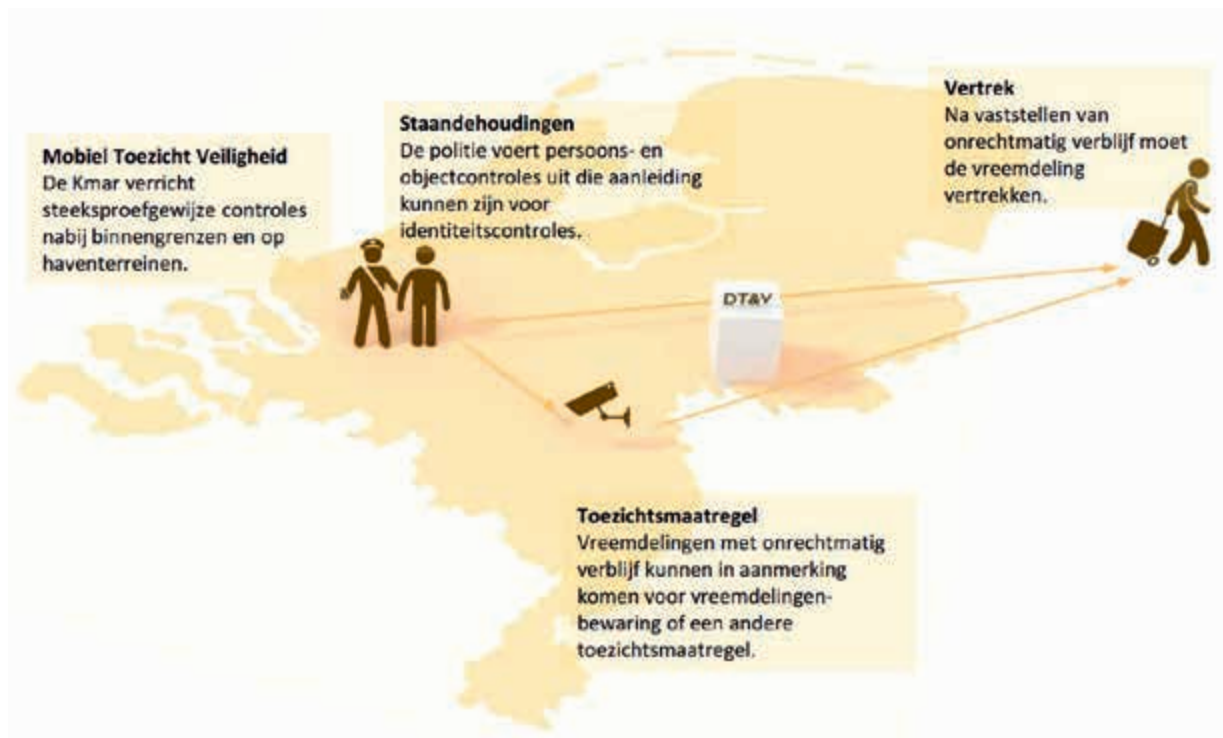 Mobiel Toezicht Veiligheid
De Kmar verricht
steeksproefgewijze controles
nabij binnengrenzen en op
haventerreinen.
Staandehoudingen
De politie voert persoons- en
objectcontroles uit die aanleiding
kunnen zijn voor
identiteitscontroles.
Vertrek
Na vaststellen van
onrechtmatig verblijf moet
de vreemdeling
vertrekken.
DT&V
Toezichtsmaatregel
Vreemdelingen met onrechtmatig
verblijf kunnen in aanmerking
komen voor vreemdelingen-
bewaring of een andere
toezichtsmaatregel.